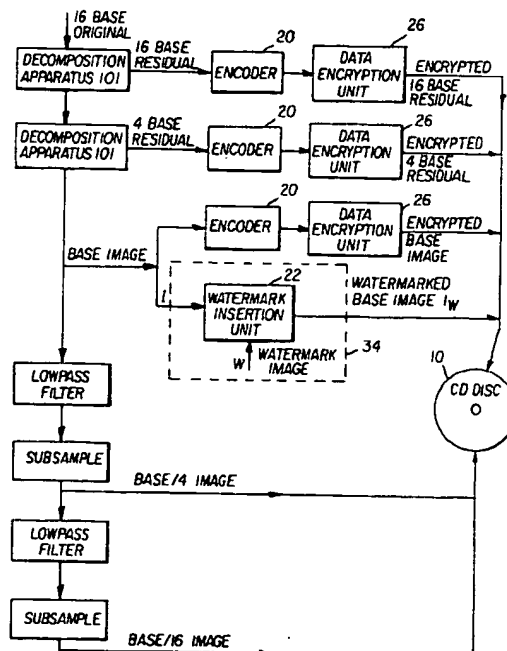 16 BASE
ORIGINAL
DECOMPOSITION
APPARATUS 101
16 BASE
RESIDUAL
20
ENCODER
26
DATA
ENCRYPTION
UNIT
ENCRYPTED
16 BASE
RESIDUAL
DECOMPOSITION
APPARATUS 101
4 BASE
RESIDUAL
20
ENCODER
26
DATA
ENCRYPTION
UNIT
ENCRYPTED
4 BASE
RESIDUAL
20
ENCODER
26
DATA
ENCRYPTION
UNIT
ENCRYPTED
BASE
IMAGE
BASE IMAGE
I
22
WATERMARK
INSERTION
UNIT
WATERMARKED
BASE IMAGE IW
W
WATERMARK
IMAGE
34
10
CD DISC
LOWPASS
FILTER
SUBSAMPLE
BASE/4 IMAGE
LOWPASS
FILTER
SUBSAMPLE
BASE/16 IMAGE